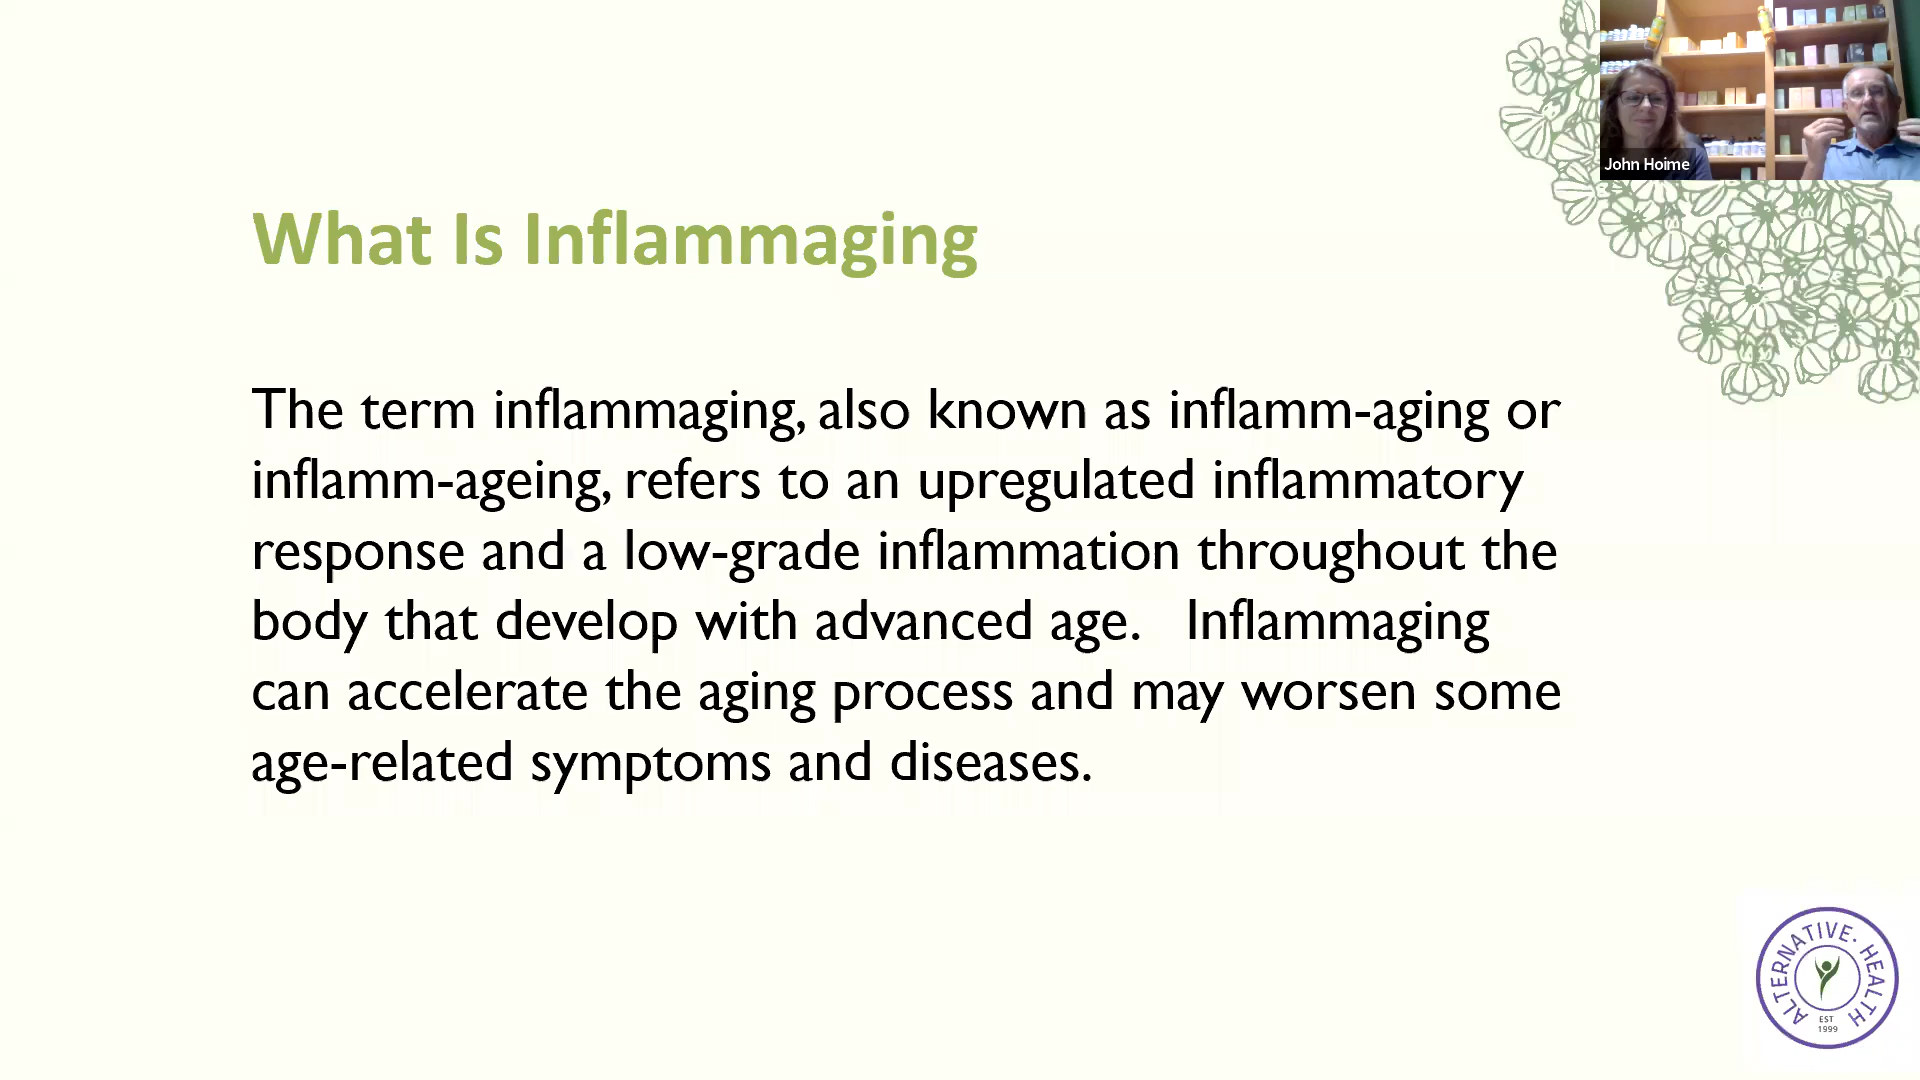 John Hoime
What Is Inflammaging
The term inflammaging, also known as inflamm-aging or
inflamm-ageing, refers to an upregulated inflammatory
response and a low-grade inflammation throughout the
body that develop with advanced age. Inflammaging
can accelerate the aging process and may worsen some
age-related symptoms and diseases.
ALTERNATIVE · HEALTH
EST
1999